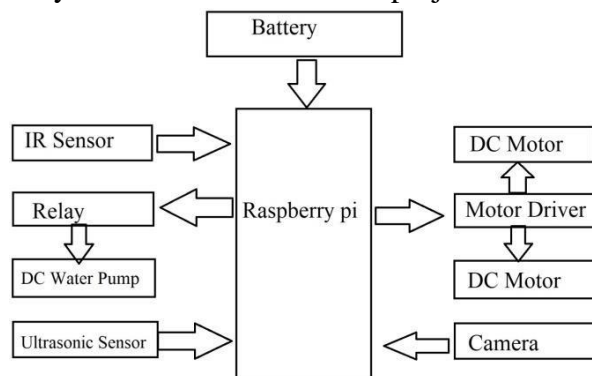 Battery
IR Sensor
DC Motor
Relay
Raspberry pi
Motor Driver
DC Water Pump
DC Motor
Ultrasonic Sensor
Camera